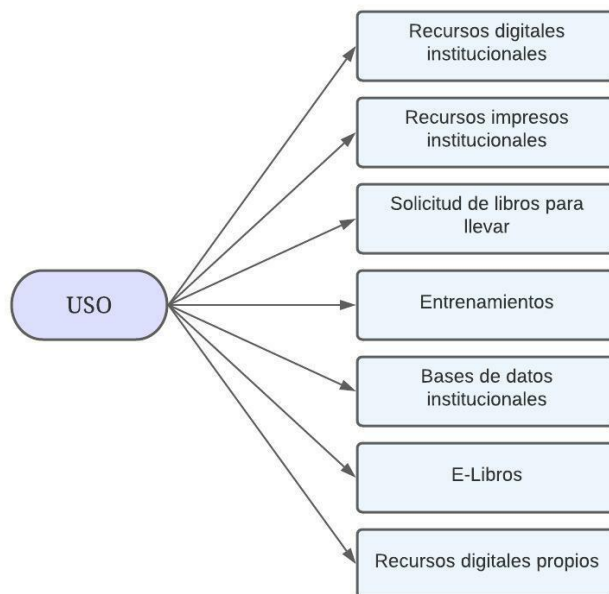 Recursos digitales
institucionales
Recursos impresos
institucionales
Solicitud de libros para
llevar
USO
Entrenamientos
Bases de datos
institucionales
E-Libros
Recursos digitales propios